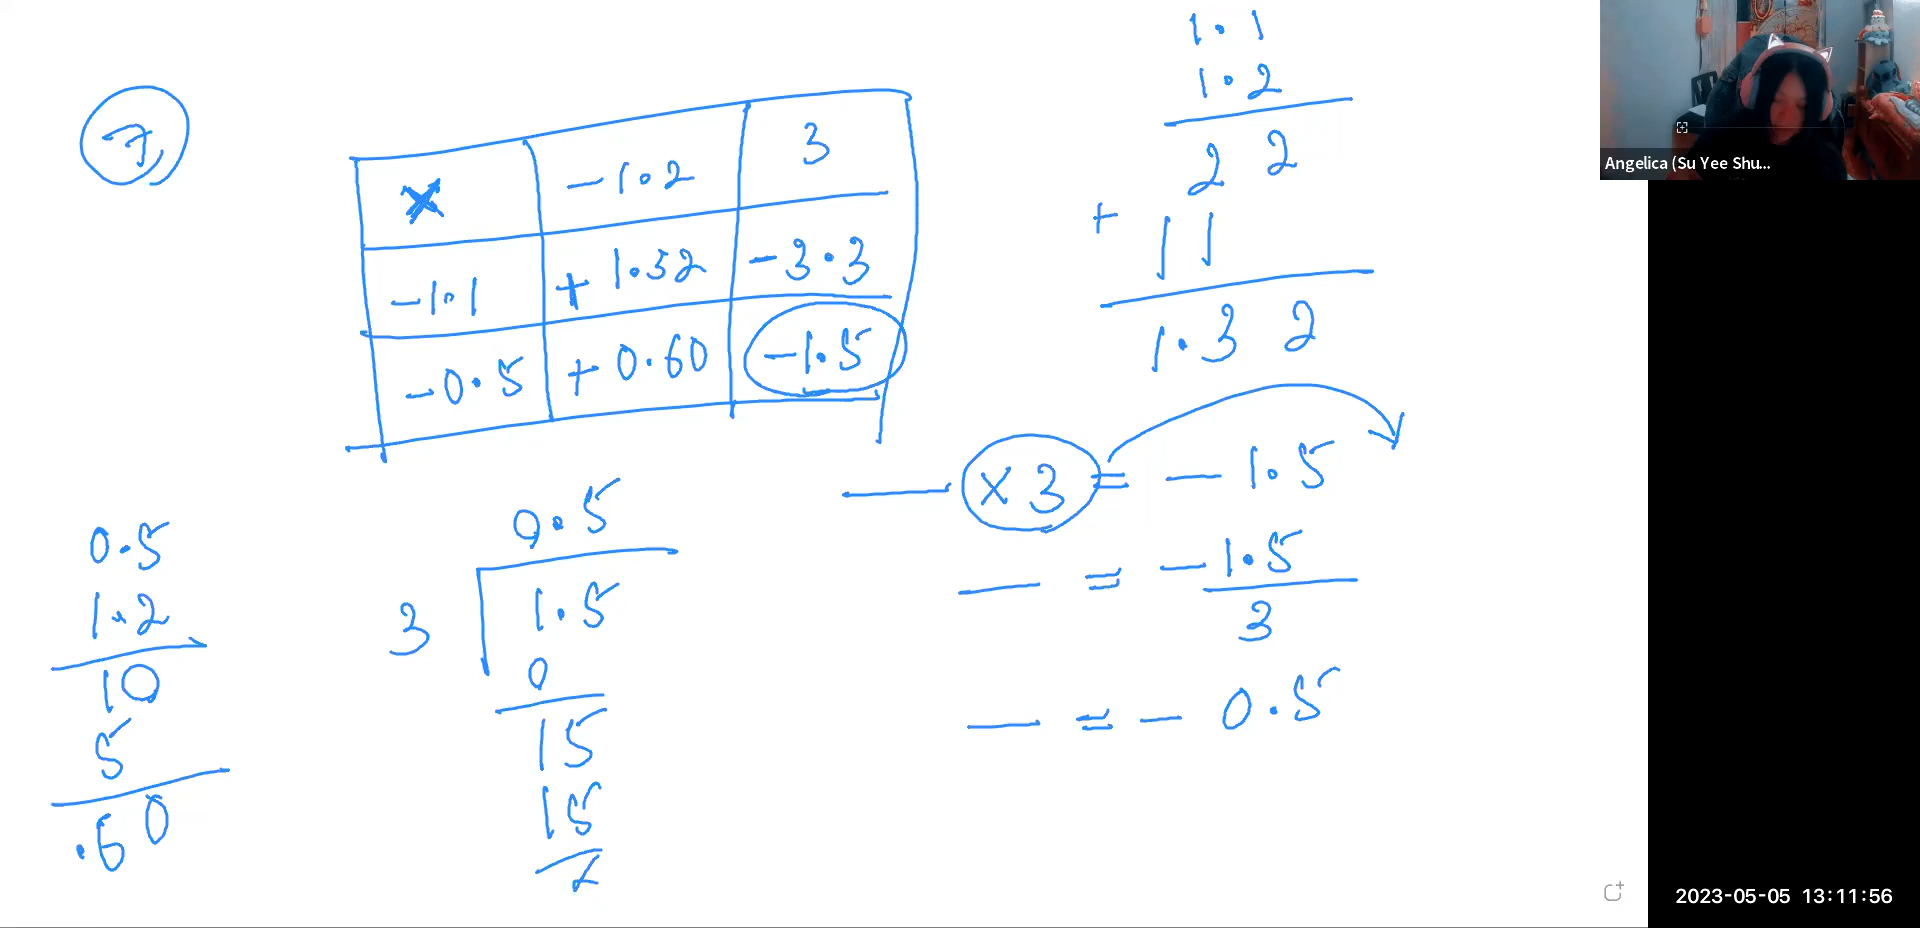 7,
× -1.2 3
-1.1 +1.32 -3.3
-0.5 +0.60 -1.5
1.1
1.2
2 2
+ 11
1.3 2
— × 3 = -1.5
— = -1.5
3
— = -0.5
0.5
1.2
10
5
.60
0.5
3 1.5
0
15
15
Angelica (Su Yee Shu...
2023-05-05 13:11:56